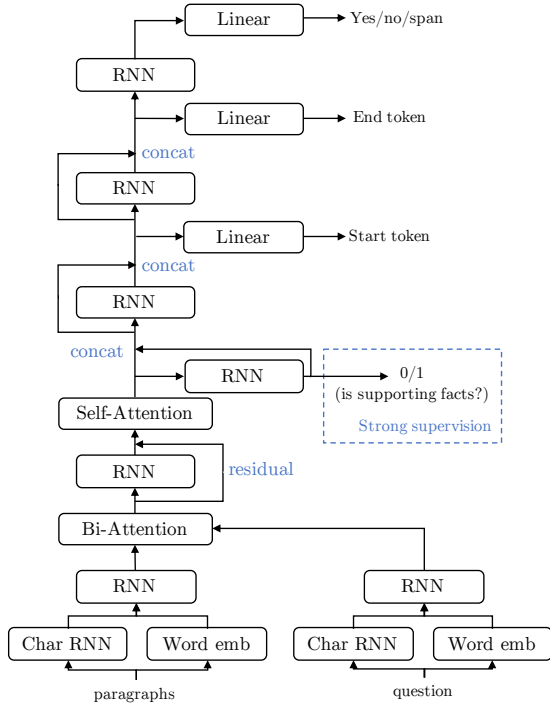 Linear
Yes/no/span
RNN
Linear
End token
concat
RNN
Linear
Start token
concat
RNN
concat
RNN
0/1
(is supporting facts?)
Strong supervision
Self-Attention
RNN
residual
Bi-Attention
RNN
RNN
Char RNN
Word emb
Char RNN
Word emb
paragraphs
question